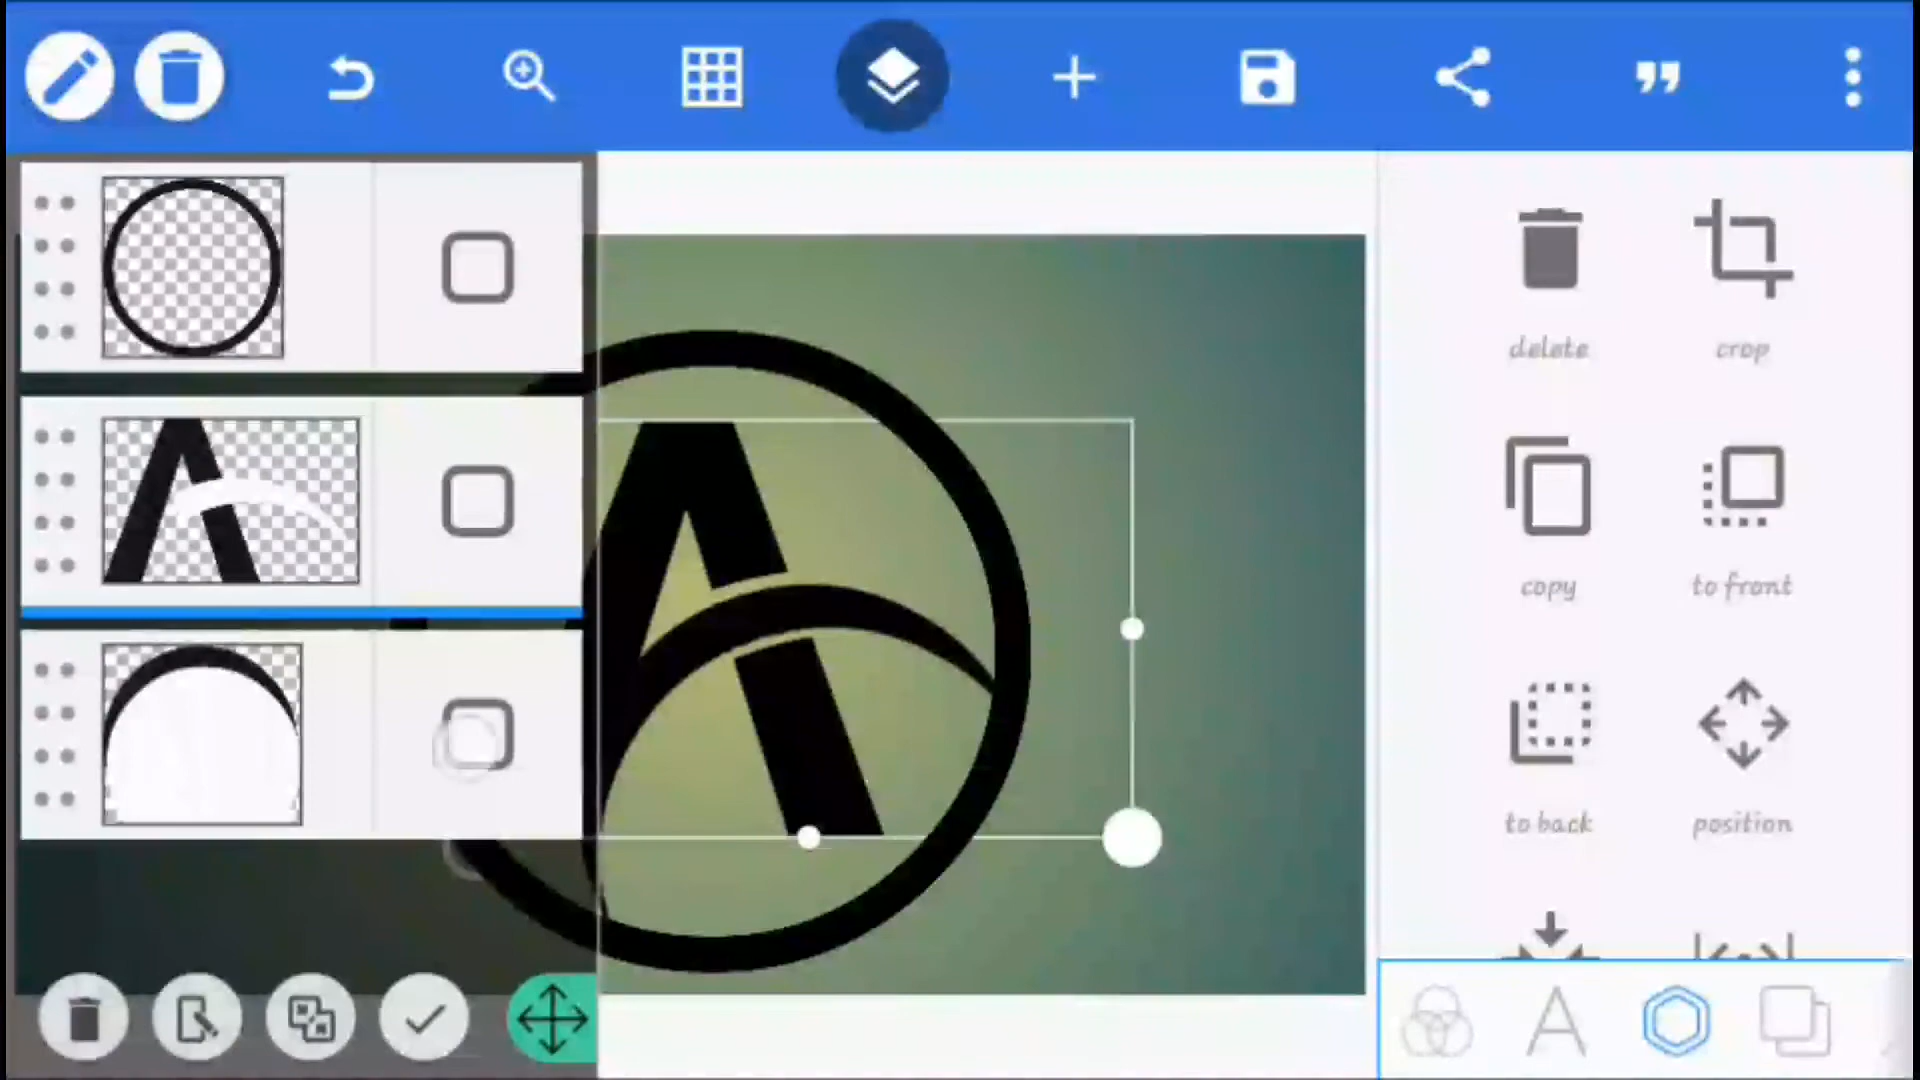 A
delete
crop
copy
to front
to back
position
A